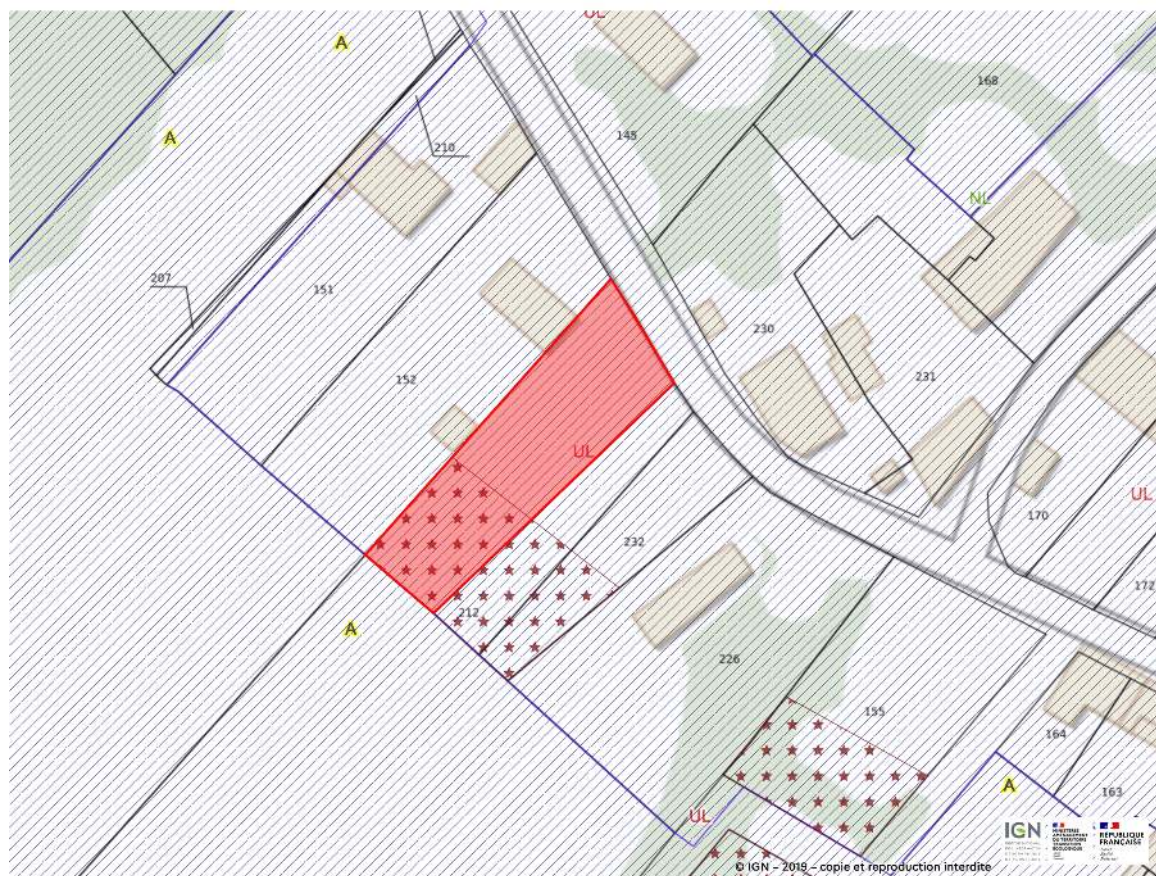 UL
A
168
A
145
210
NL
207
151
230
152
231
UL
UL
170
232
172
212
A
226
155
164
A
163
UL
IGN
RÉPUBLIQUE
FRANÇAISE
© IGN – 2019 – copie et reproduction interdite